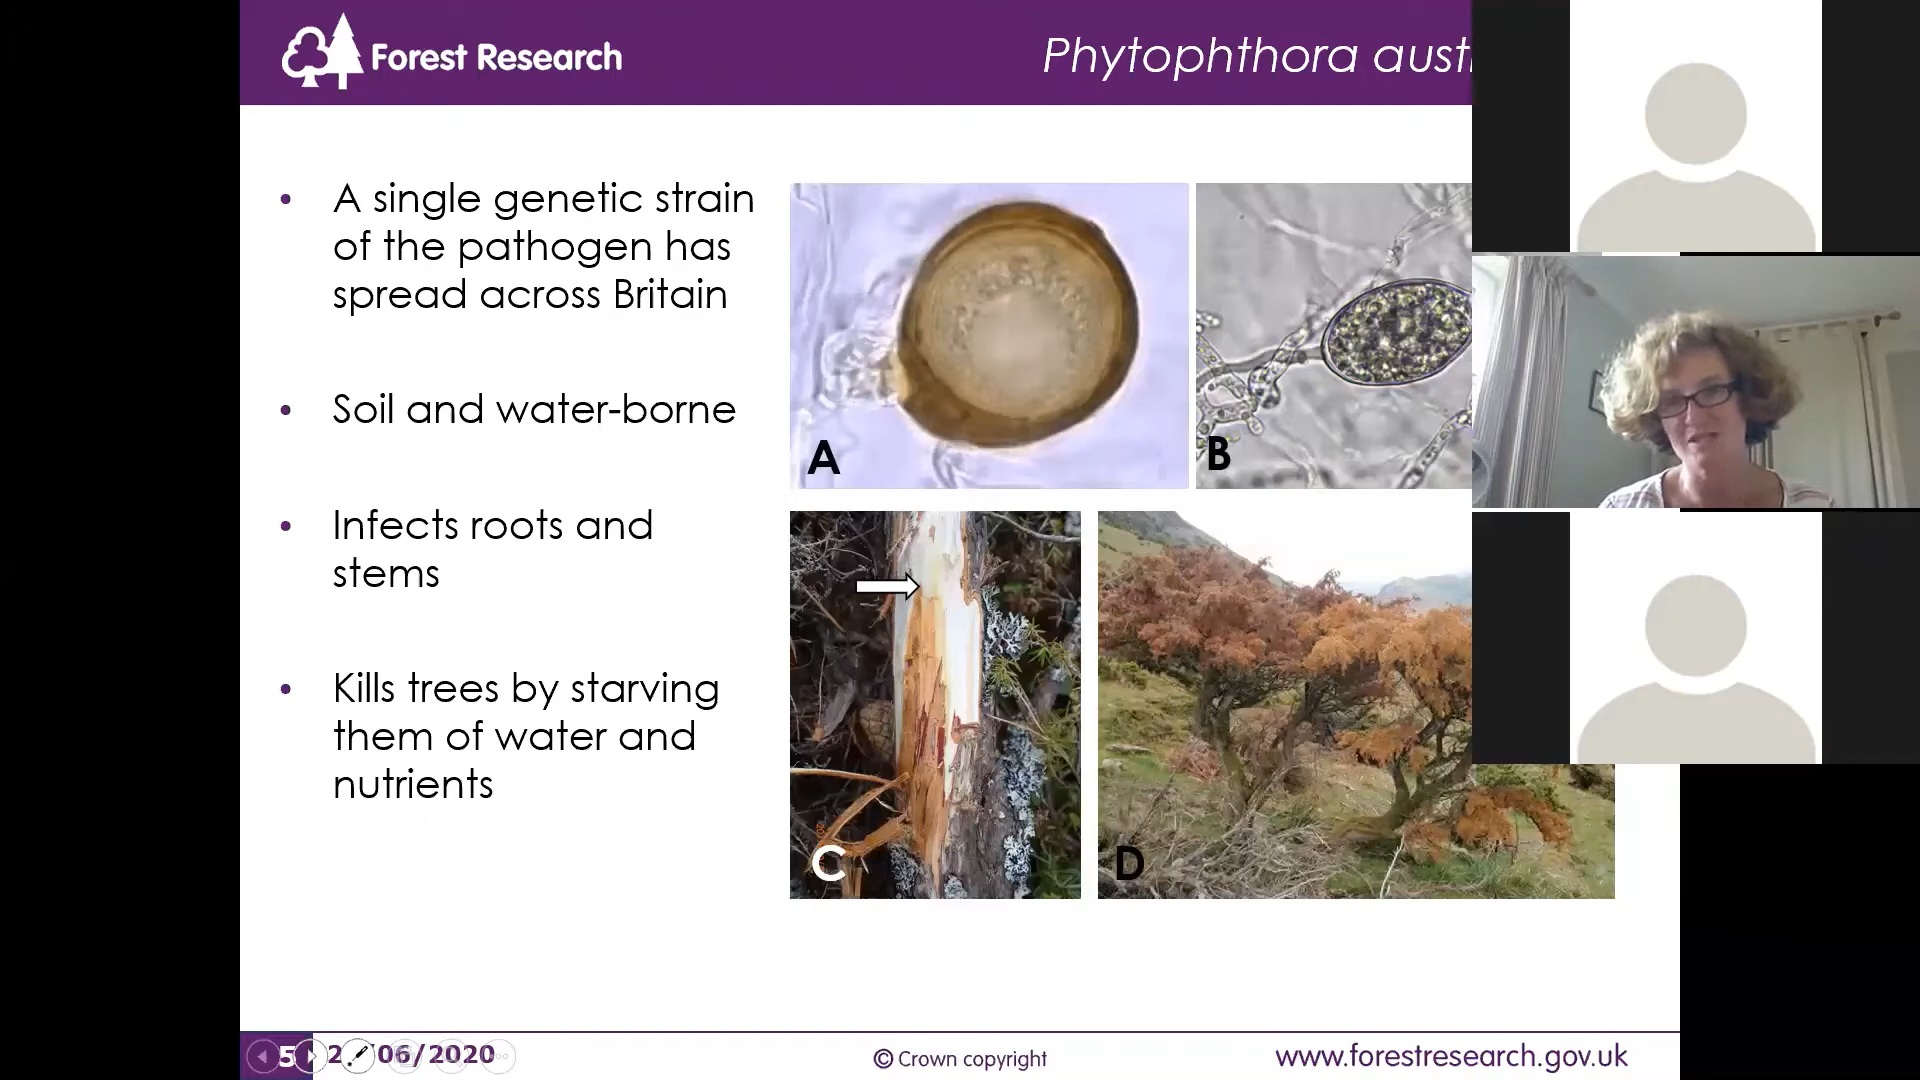 Forest Research
Phytophthora
A single genetic strain
of the pathogen has
spread across Britain
Soil and water-borne
Infects roots and
stems
Kills trees by starving
them of water and
nutrients
A
B
C
D
5
06/2020
© Crown copyright
www.forestresearch.gov.uk